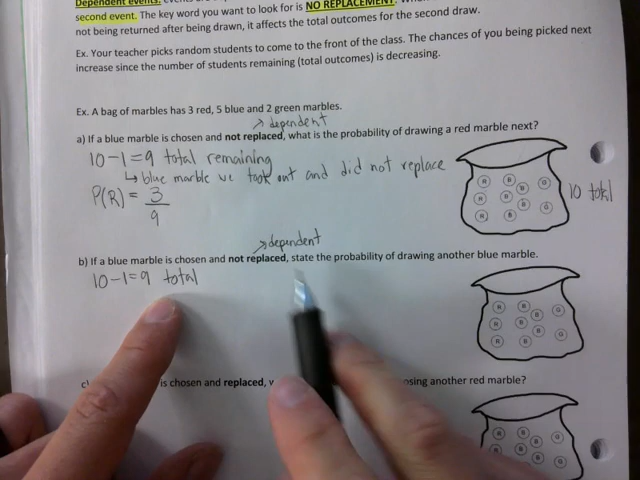 Dependent events:
second event. The key word you want to look for is NO REPLACEMENT.
not being returned after being drawn, it affects the total outcomes for the second draw.
Ex. Your teacher picks random students to come to the front of the class. The chances of you being picked next
increase since the number of students remaining (total outcomes) is decreasing.
Ex. A bag of marbles has 3 red, 5 blue and 2 green marbles.
↗ dependent
a) If a blue marble is chosen and not replaced, what is the probability of drawing a red marble next?
10-1=9 total remaining
↳ blue marble we took out and did not replace
P(R) = 3
9
R B G
R B B
R B G
R B
10 total
↗ dependent
b) If a blue marble is chosen and not replaced, state the probability of drawing another blue marble.
10-1=9 total
c)
is chosen and replaced,
osing another red marble?